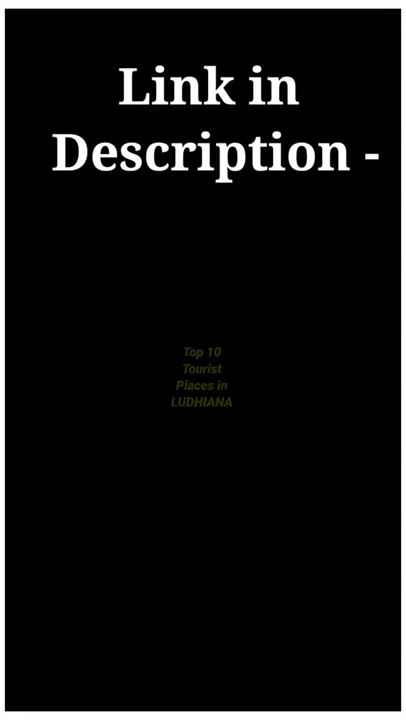 Link in
Description -
Top 10
Tourist
Places in
LUDHIANA